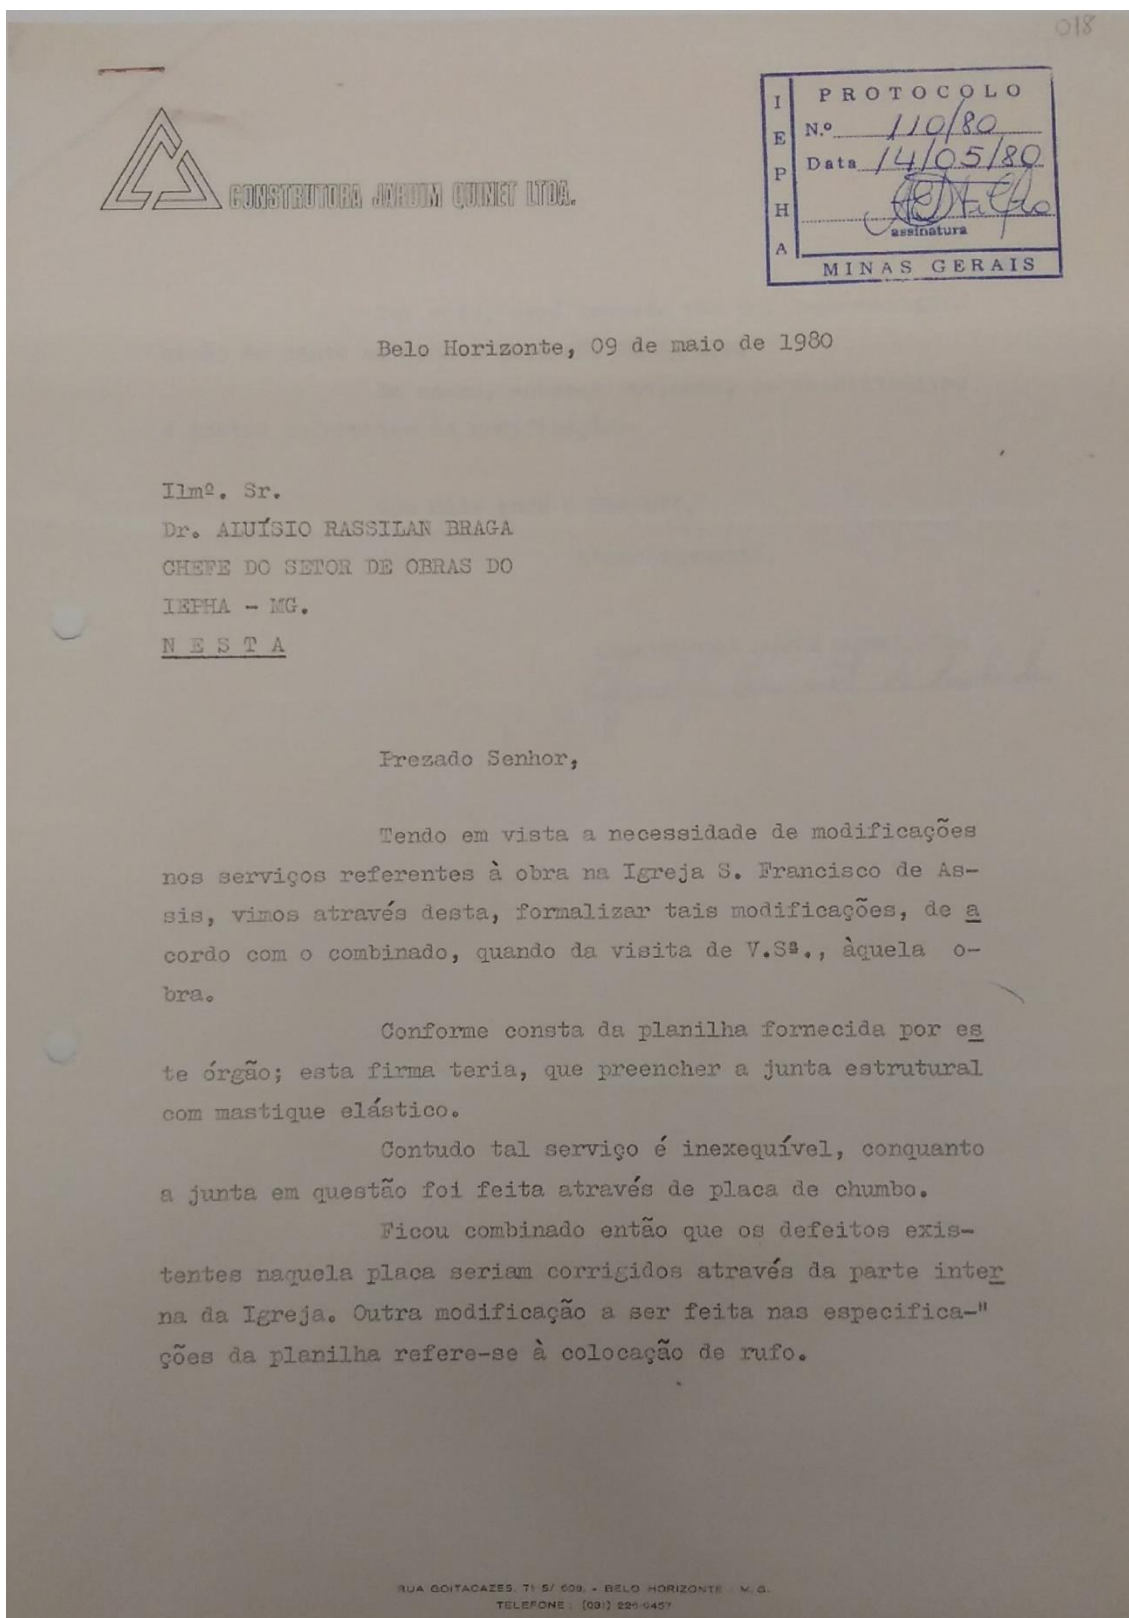 018
CONSTRUTORA JARDIM QUINET LTDA.
I E P H A
PROTOCOLO
N.º 110/80
Data 14/05/80
assinatura
MINAS GERAIS
Belo Horizonte, 09 de maio de 1980
Ilmº. Sr.
Dr. ALUÍSIO RASSILAN BRAGA
CHEFE DO SETOR DE OBRAS DO
IEPHA - MG.
N E S T A
Prezado Senhor,
Tendo em vista a necessidade de modificações
nos serviços referentes à obra na Igreja S. Francisco de As-
sis, vimos através desta, formalizar tais modificações, de a
cordo com o combinado, quando da visita de V.Sª., àquela o-
bra.
Conforme consta da planilha fornecida por es
te órgão; esta firma teria, que preencher a junta estrutural
com mastique elástico.
Contudo tal serviço é inexequível, conquanto
a junta em questão foi feita através de placa de chumbo.
Ficou combinado então que os defeitos exis-
tentes naquela placa seriam corrigidos através da parte inter
na da Igreja. Outra modificação a ser feita nas especifica-"
ções da planilha refere-se à colocação de rufo.
RUA GOITACAZES, 71 S/ 609. - BELO HORIZONTE M. G.
TELEFONE : (031) 226-6457